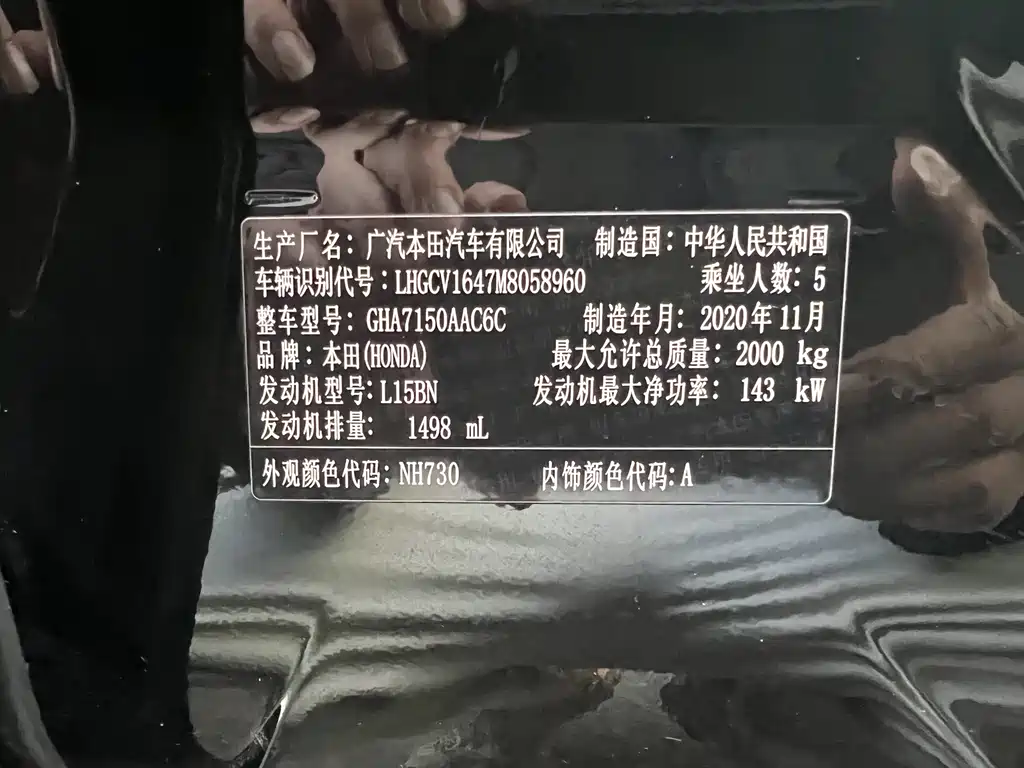 生产厂名：广汽本田汽车有限公司 制造国：中华人民共和国
车辆识别代号：LHGCV1647M8058960 乘坐人数：5
整车型号：GHA7150AAC6C 制造年月：2020年11月
品牌：本田(HONDA) 最大允许总质量：2000 kg
发动机型号：L15BN 发动机最大净功率：143 kW
发动机排量：1498 mL
外观颜色代码：NH730 内饰颜色代码：A